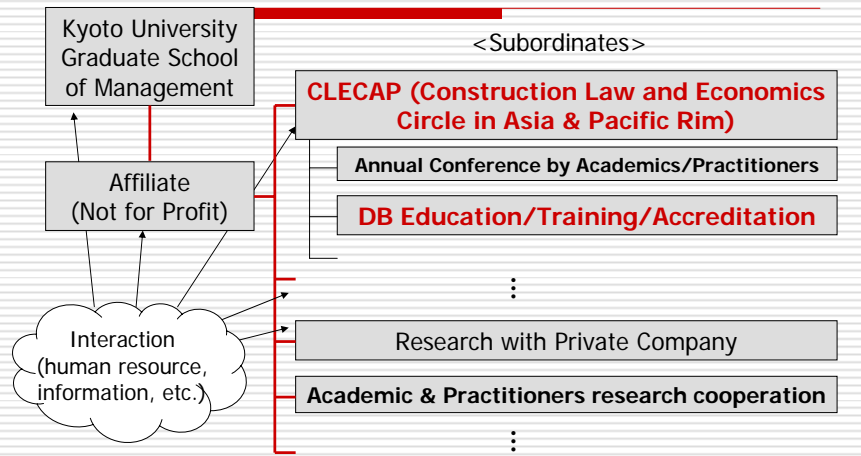 Kyoto University
Graduate School
of Management
<Subordinates>
CLECAP (Construction Law and Economics
Circle in Asia & Pacific Rim)
Annual Conference by Academics/Practitioners
Affiliate
(Not for Profit)
DB Education/Training/Accreditation
⋮
Interaction
(human resource,
information, etc.)
Research with Private Company
Academic & Practitioners research cooperation
⋮